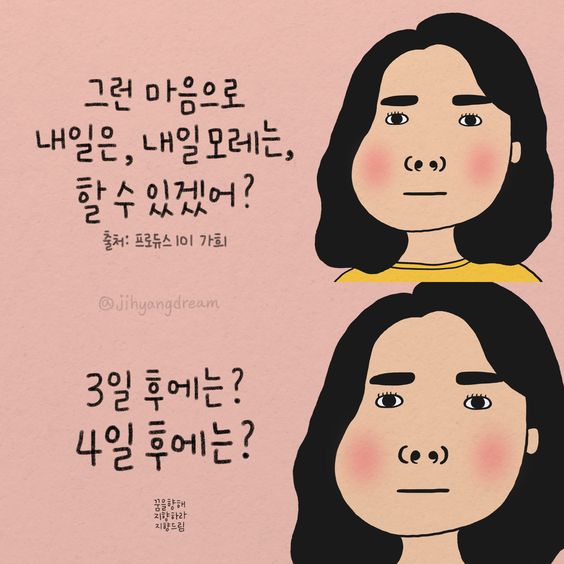 그런 마음으로
내일은, 내일모레는,
할 수 있겠어?
출처: 프로듀스101 가희
@jihyangdream
3일 후에는?
4일 후에는?
꿈을향해
지향하라
지향드림